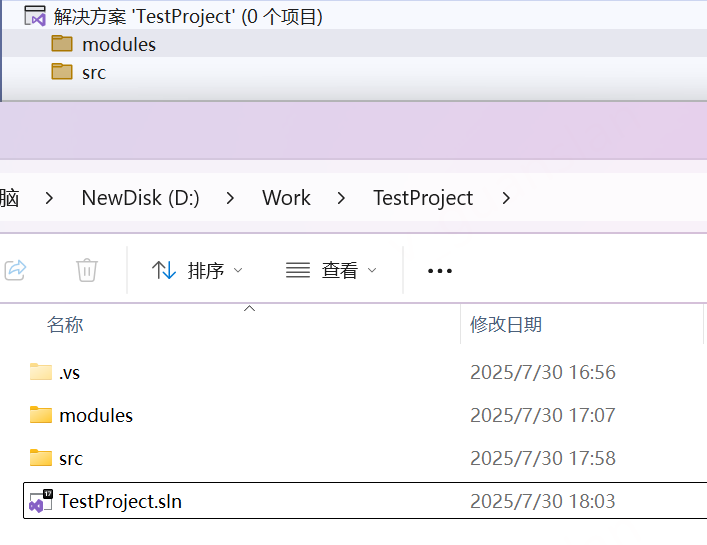 解决方案 'TestProject' (0 个项目)
modules
src
脑 > NewDisk (D:) > Work > TestProject >
排序 查看 •••
名称 修改日期
.vs 2025/7/30 16:56
modules 2025/7/30 17:07
src 2025/7/30 17:58
TestProject.sln 2025/7/30 18:03